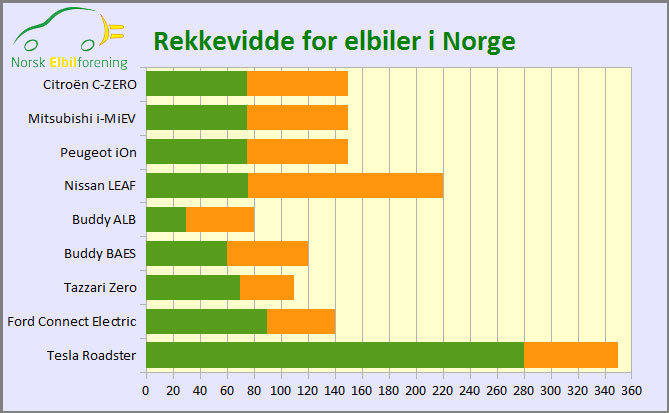 Norsk Elbilforening
Rekkevidde for elbiler i Norge
Citroën C-ZERO
Mitsubishi i-MiEV
Peugeot iOn
Nissan LEAF
Buddy ALB
Buddy BAES
Tazzari Zero
Ford Connect Electric
Tesla Roadster
0 20 40 60 80 100 120 140 160 180 200 220 240 260 280 300 320 340 360